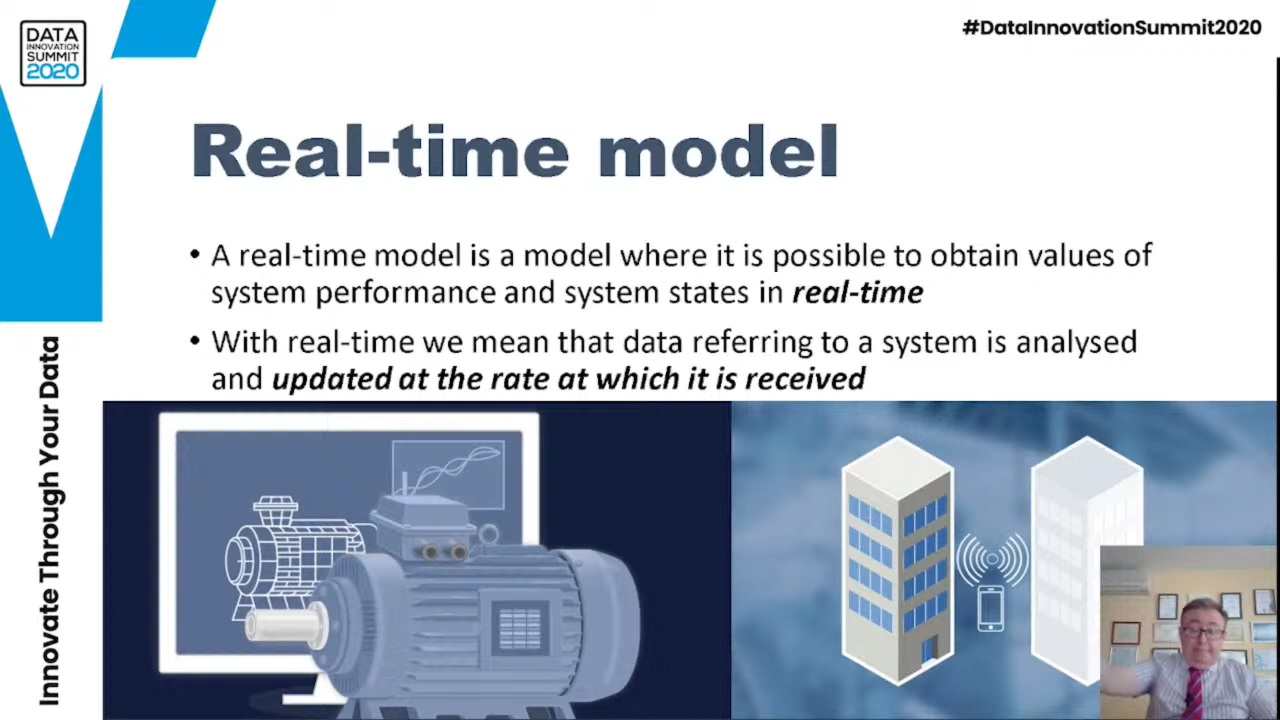 DATA
INNOVATION
SUMMIT
2020
#DataInnovationSummit2020
Real-time model
• A real-time model is a model where it is possible to obtain values of
system performance and system states in real-time
• With real-time we mean that data referring to a system is analysed
and updated at the rate at which it is received
Innovate Through Your Data